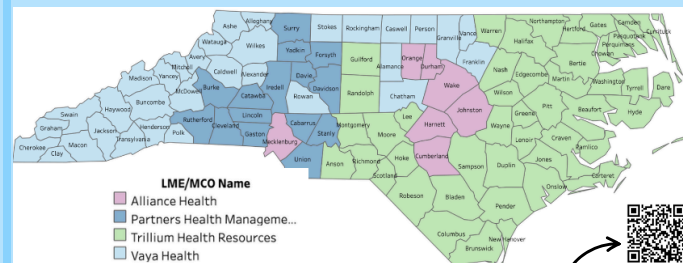 Ashe
Alleghany
Surry
Stokes
Rockingham
Caswell
Person
Granville
Vance
Warren
Northampton
Hertford
Gates
Camden
Pasquotank
Currituck
Perquimans
Chowan
Watauga
Wilkes
Yadkin
Forsyth
Guilford
Alamance
Orange
Durham
Franklin
Halifax
Bertie
Avery
Mitchell
Caldwell
Alexander
Davie
Nash
Edgecombe
Martin
Washington
Tyrrell
Dare
Madison
Yancey
McDowell
Burke
Iredell
Davidson
Randolph
Chatham
Wake
Wilson
Catawba
Rowan
Pitt
Beaufort
Hyde
Buncombe
Haywood
Swain
Rutherford
Lincoln
Cabarrus
Lee
Johnston
Greene
Graham
Jackson
Henderson
Polk
Cleveland
Gaston
Stanly
Montgomery
Moore
Harnett
Wayne
Lenoir
Craven
Pamlico
Cherokee
Clay
Macon
Transylvania
Mecklenburg
Union
Anson
Richmond
Hoke
Cumberland
Sampson
Duplin
Jones
Carteret
Scotland
Robeson
Bladen
Pender
Onslow
Columbus
New Hanover
Brunswick
LME/MCO Name
Alliance Health
Partners Health Manageme...
Trillium Health Resources
Vaya Health